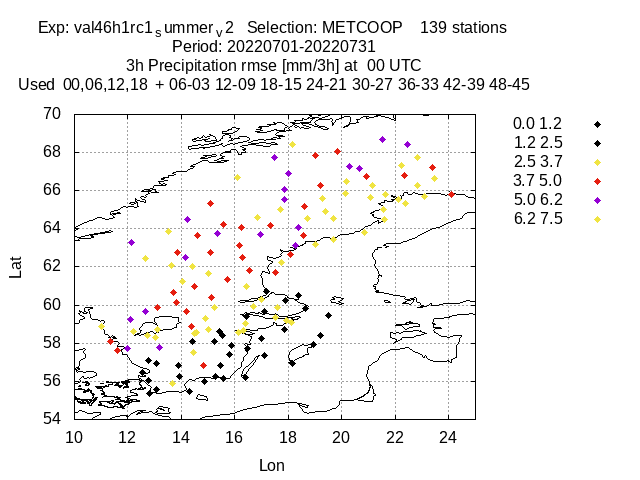 Exp: val46h1rc1summerv2   Selection: METCOOP    139 stations
Period: 20220701-20220731
3h Precipitation rmse [mm/3h] at  00 UTC
Used  00,06,12,18  + 06-03 12-09 18-15 24-21 30-27 36-33 42-39 48-45
70
68
66
64
62
60
58
56
54
Lat
10 12 14 16 18 20 22 24
Lon
0.0 1.2
1.2 2.5
2.5 3.7
3.7 5.0
5.0 6.2
6.2 7.5